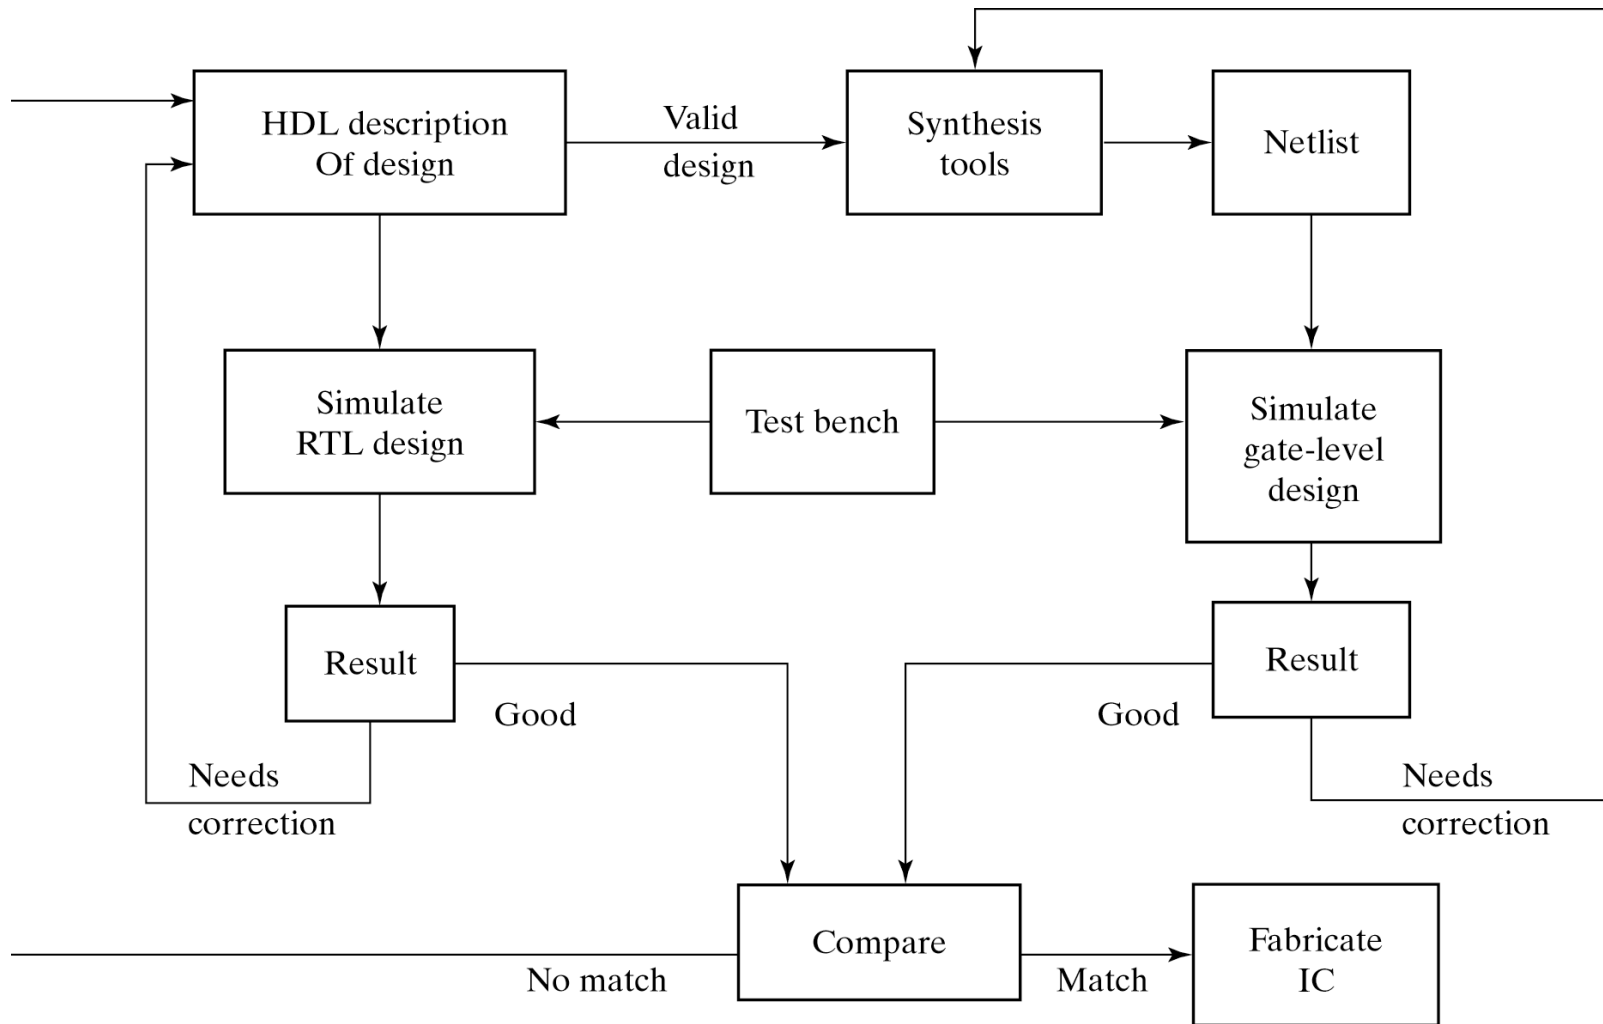 HDL description
Of design
Valid
design
Synthesis
tools
Netlist
Simulate
RTL design
Test bench
Simulate
gate-level
design
Result
Good
Needs
correction
Result
Good
Needs
correction
Compare
No match
Match
Fabricate
IC